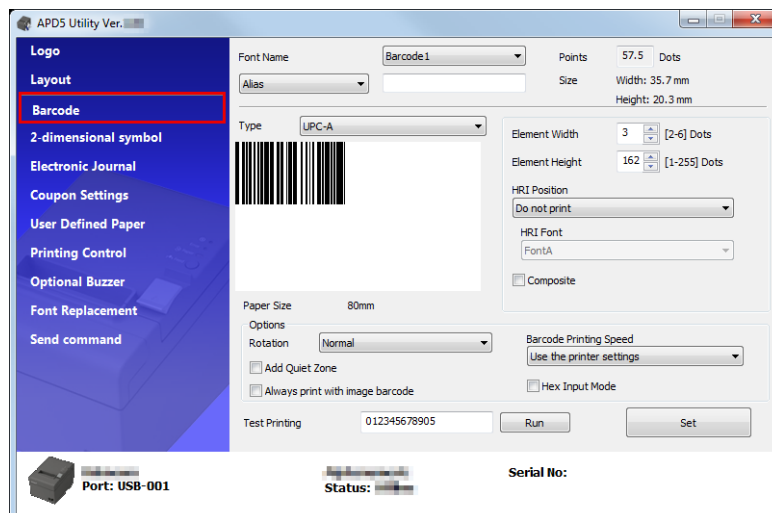 APD5 Utility Ver.
Logo
Layout
Barcode
2-dimensional symbol
Electronic Journal
Coupon Settings
User Defined Paper
Printing Control
Optional Buzzer
Font Replacement
Send command
Font Name Barcode1 Points 57.5 Dots
Alias Size Width: 35.7 mm
Height: 20.3 mm
Type UPC-A
Element Width 3 [2-6] Dots
Element Height 162 [1-255] Dots
HRI Position
Do not print
HRI Font
FontA
Composite
Paper Size 80mm
Options
Rotation Normal
Add Quiet Zone
Always print with image barcode
Barcode Printing Speed
Use the printer settings
Hex Input Mode
Test Printing 012345678905 Run Set
Port: USB-001
Status:
Serial No: